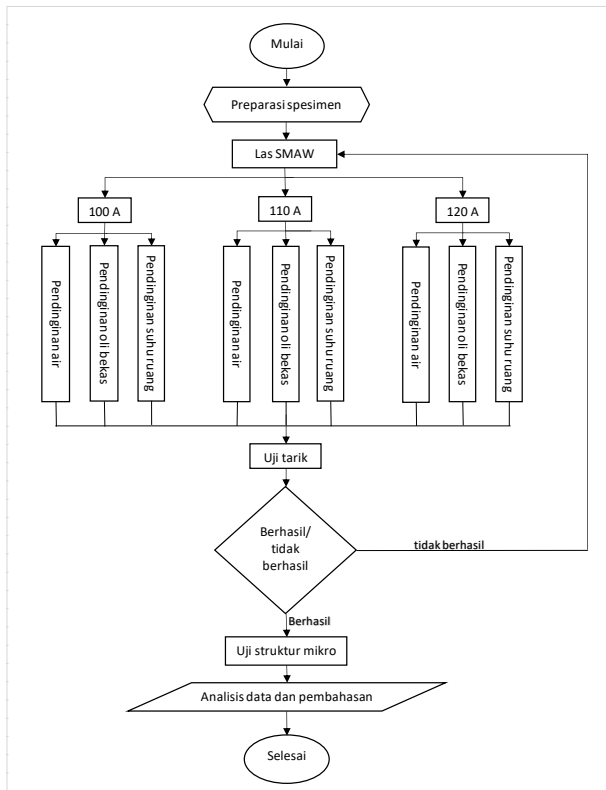 Mulai
Preparasi spesimen
Las SMAW
100 A
110 A
120 A
Pendinginan air
Pendinginan oli bekas
Pendinginan suhu ruang
Pendinginan air
Pendinginan oli bekas
Pendinginan suhu ruang
Pendinginan air
Pendinginan oli bekas
Pendinginan suhu ruang
Uji tarik
Berhasil/
tidak
berhasil
tidak berhasil
Berhasil
Uji struktur mikro
Analisis data dan pembahasan
Selesai